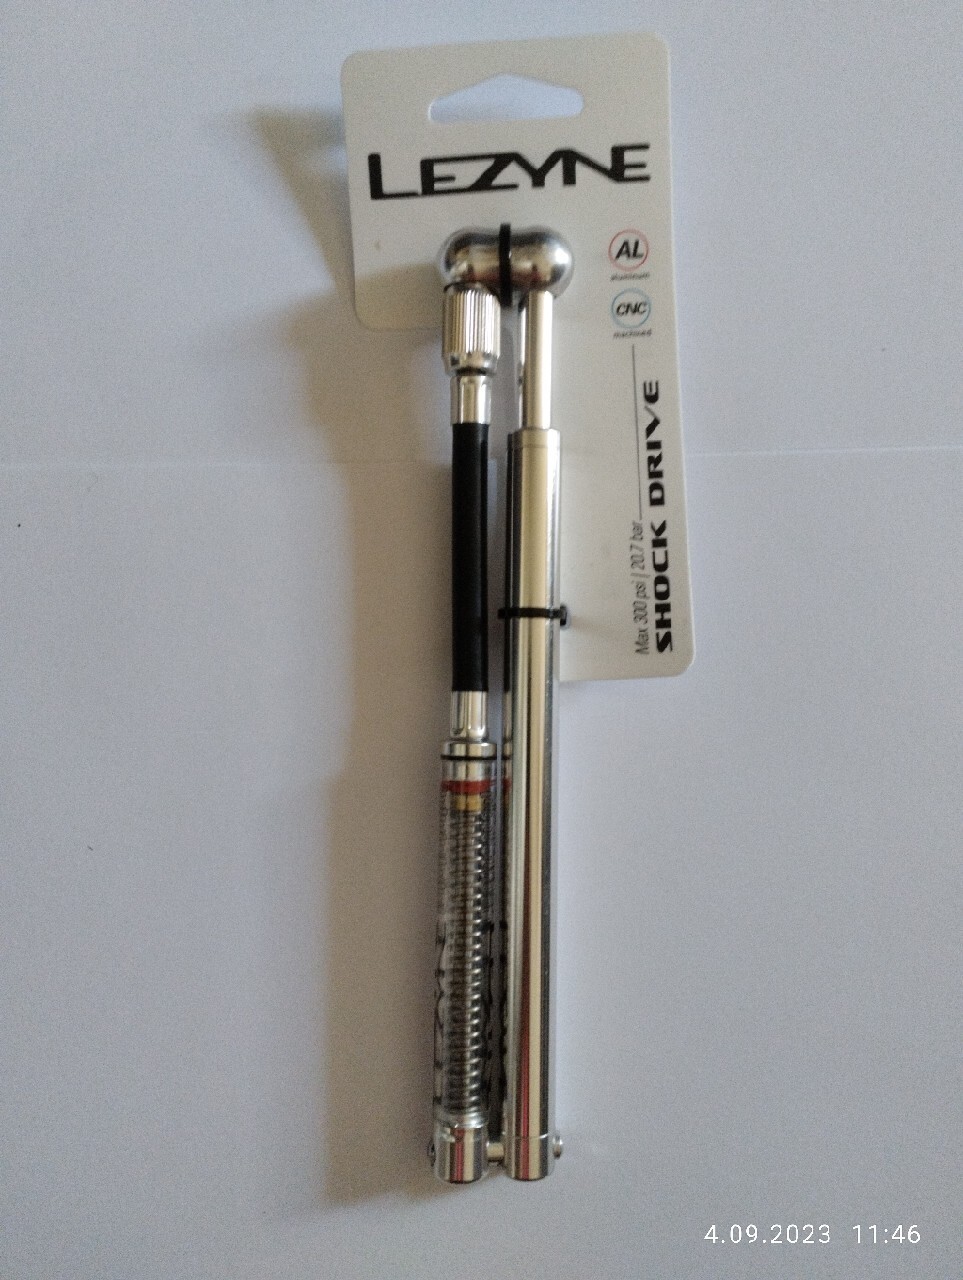 LEZYNE
AL
aluminum
CNC
machined
Max 300 psi | 20.7 bar
SHOCK DRIVE
4.09.2023 11:46